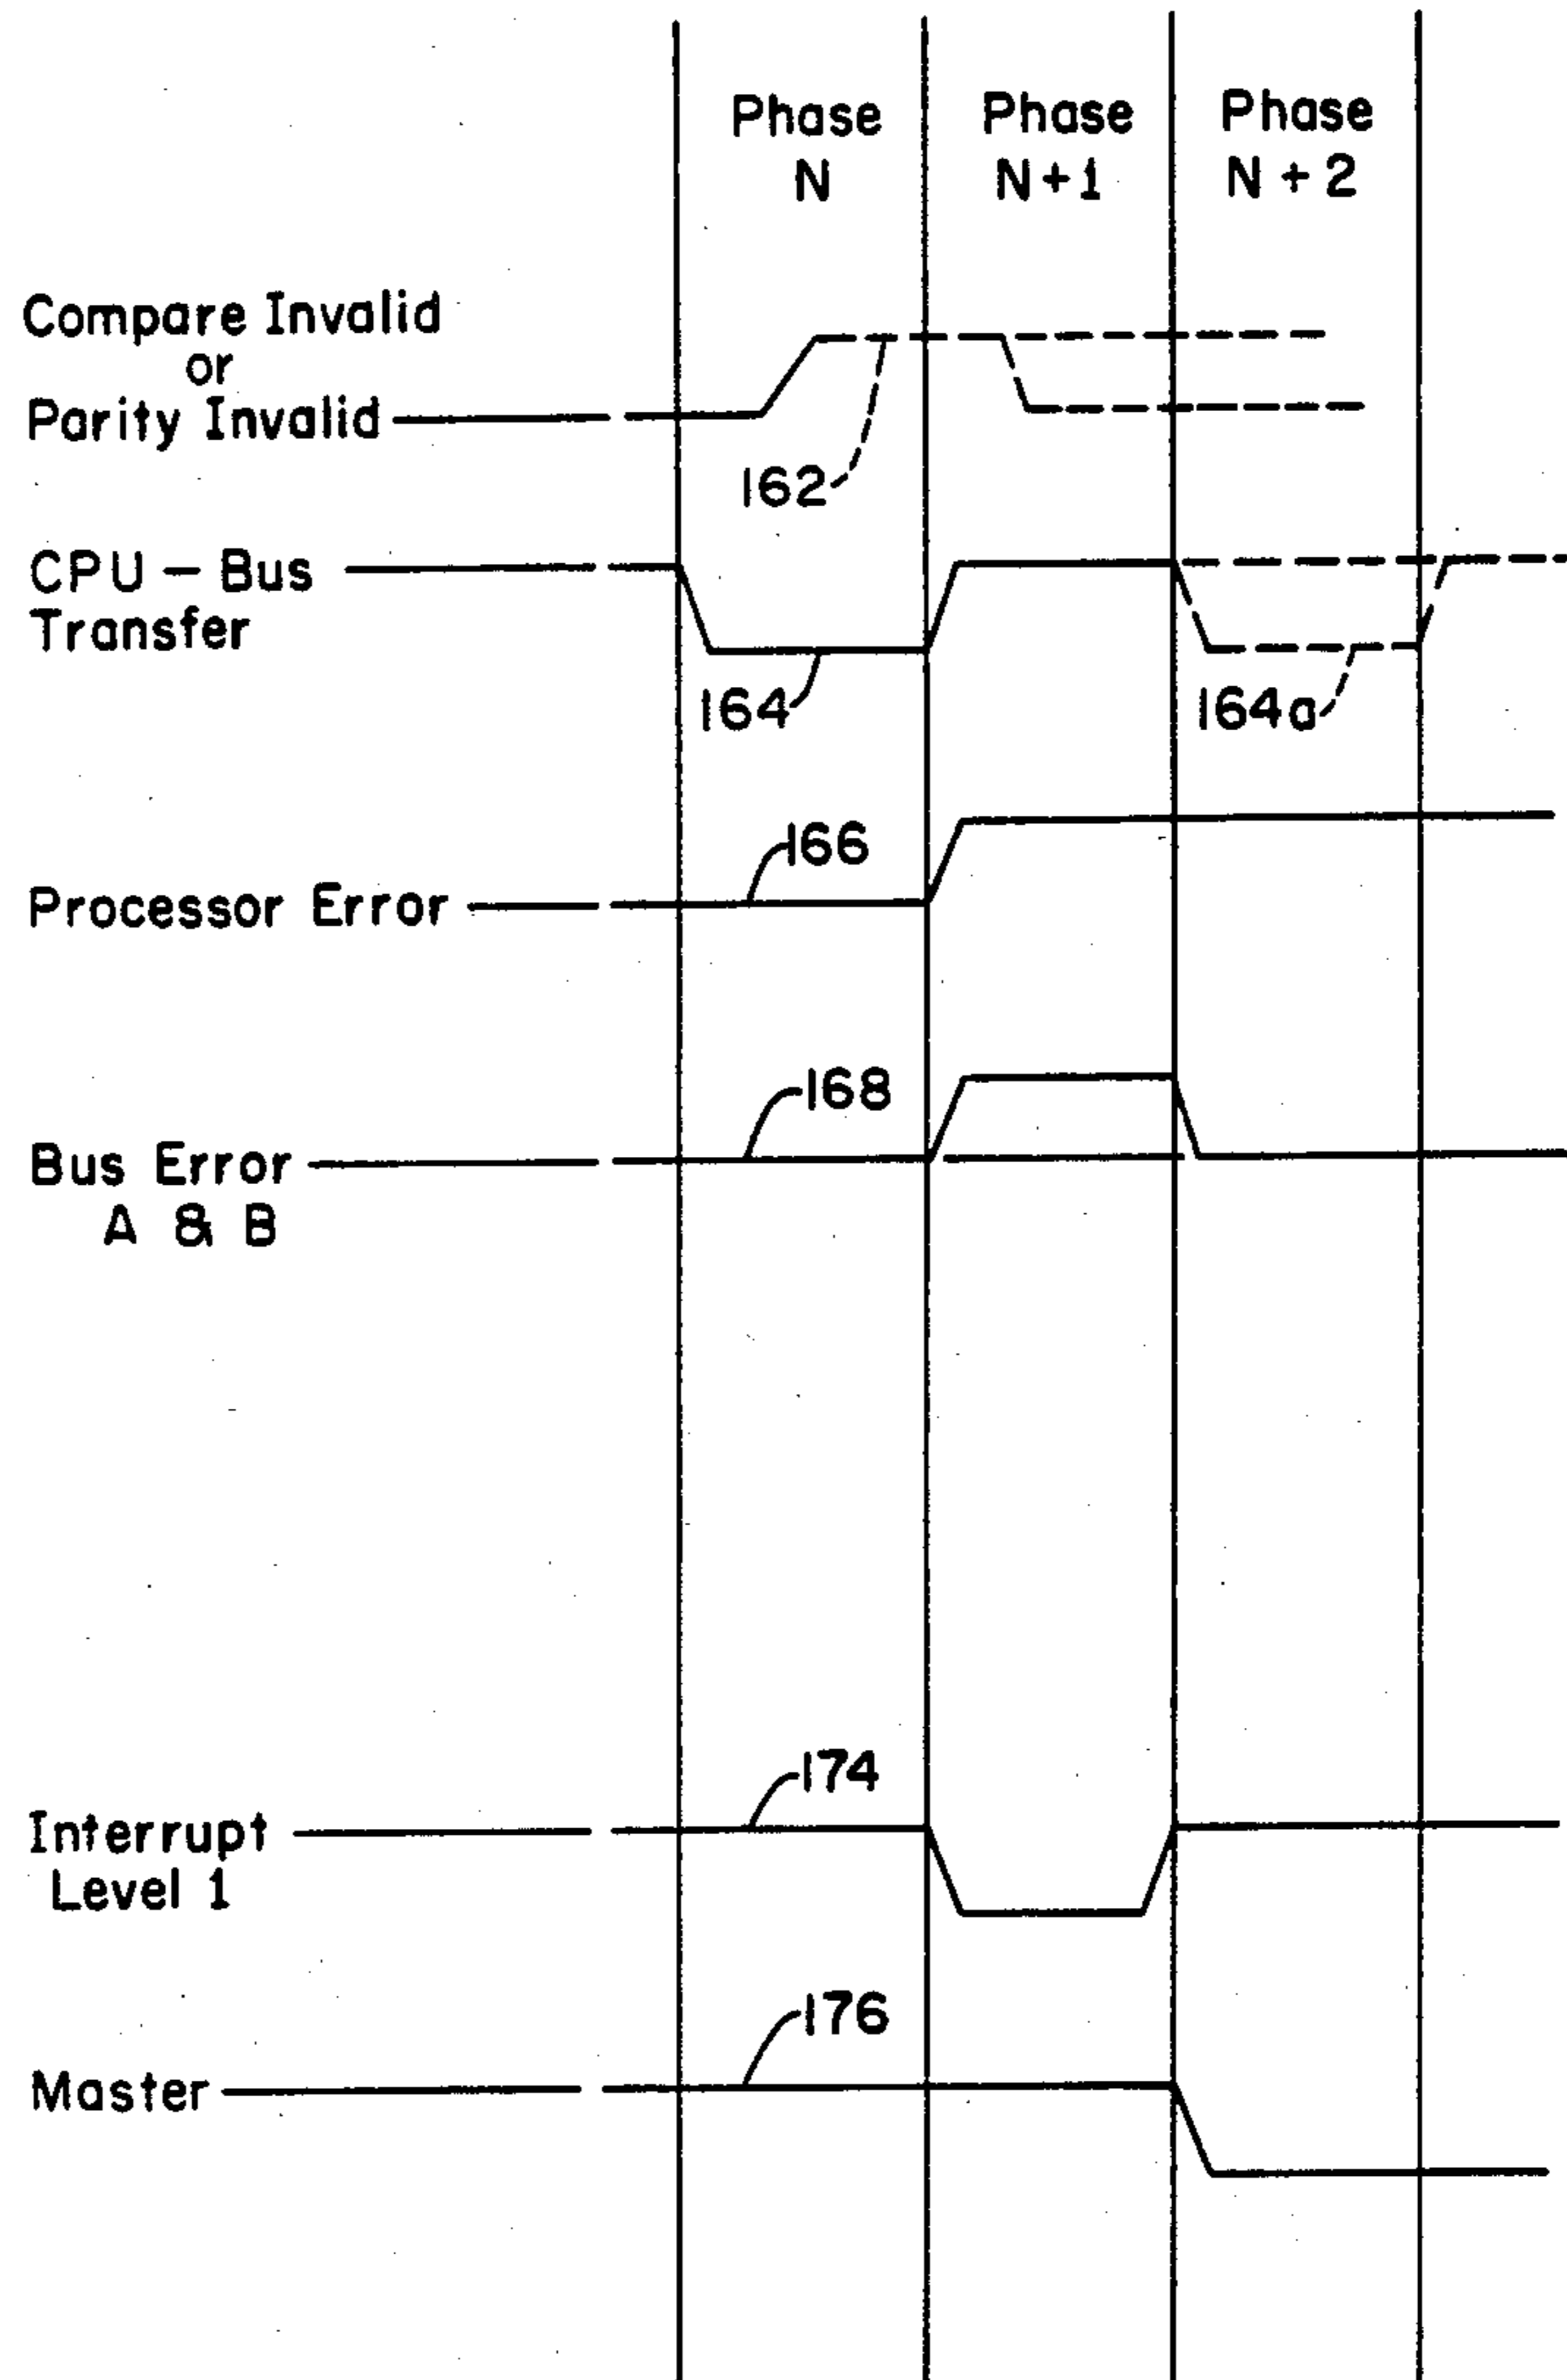 Phase
N
Phase
N+1
Phase
N+2
Compare Invalid
or
Parity Invalid
162
CPU — Bus
Transfer
164
164a
166
Processor Error
168
Bus Error
A & B
174
Interrupt
Level 1
176
Master